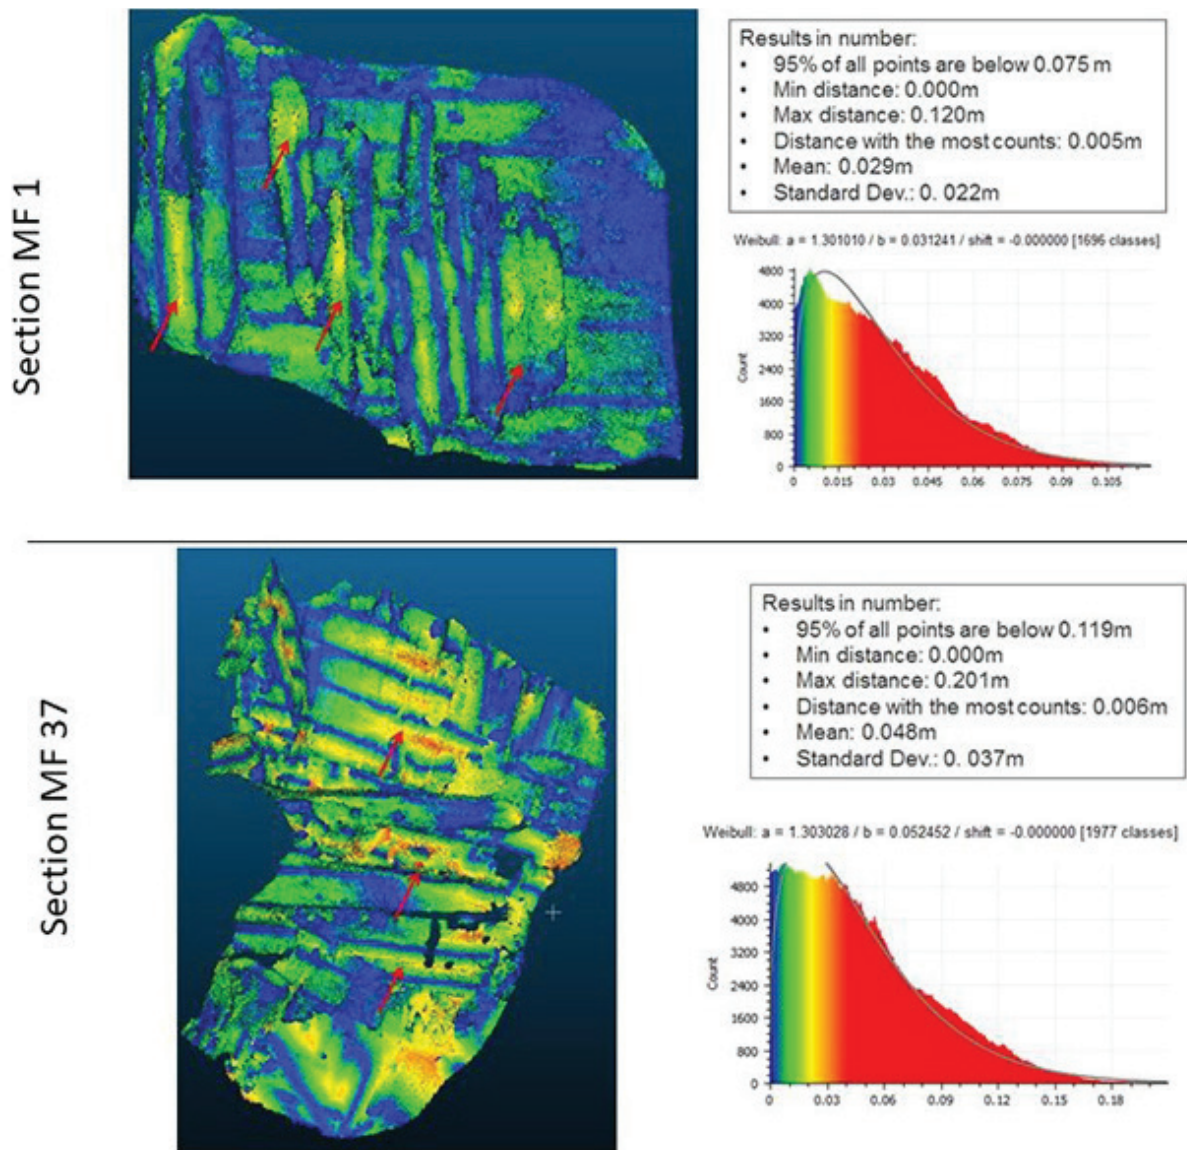 Section MF 1
Results in number:
• 95% of all points are below 0.075 m
• Min distance: 0.000m
• Max distance: 0.120m
• Distance with the most counts: 0.005m
• Mean: 0.029m
• Standard Dev.: 0. 022m
Weibull: a = 1.301010 / b = 0.031241 / shift = -0.000000 [1696 classes]
Count
4800
4000
3200
2400
1600
800
0
0 0.015 0.03 0.045 0.06 0.075 0.09 0.105
Section MF 37
Results in number:
• 95% of all points are below 0.119m
• Min distance: 0.000m
• Max distance: 0.201m
• Distance with the most counts: 0.006m
• Mean: 0.048m
• Standard Dev.: 0. 037m
Weibull: a = 1.303028 / b = 0.052452 / shift = -0.000000 [1977 classes]
Count
4800
4000
3200
2400
1600
800
0
0 0.03 0.06 0.09 0.12 0.15 0.18